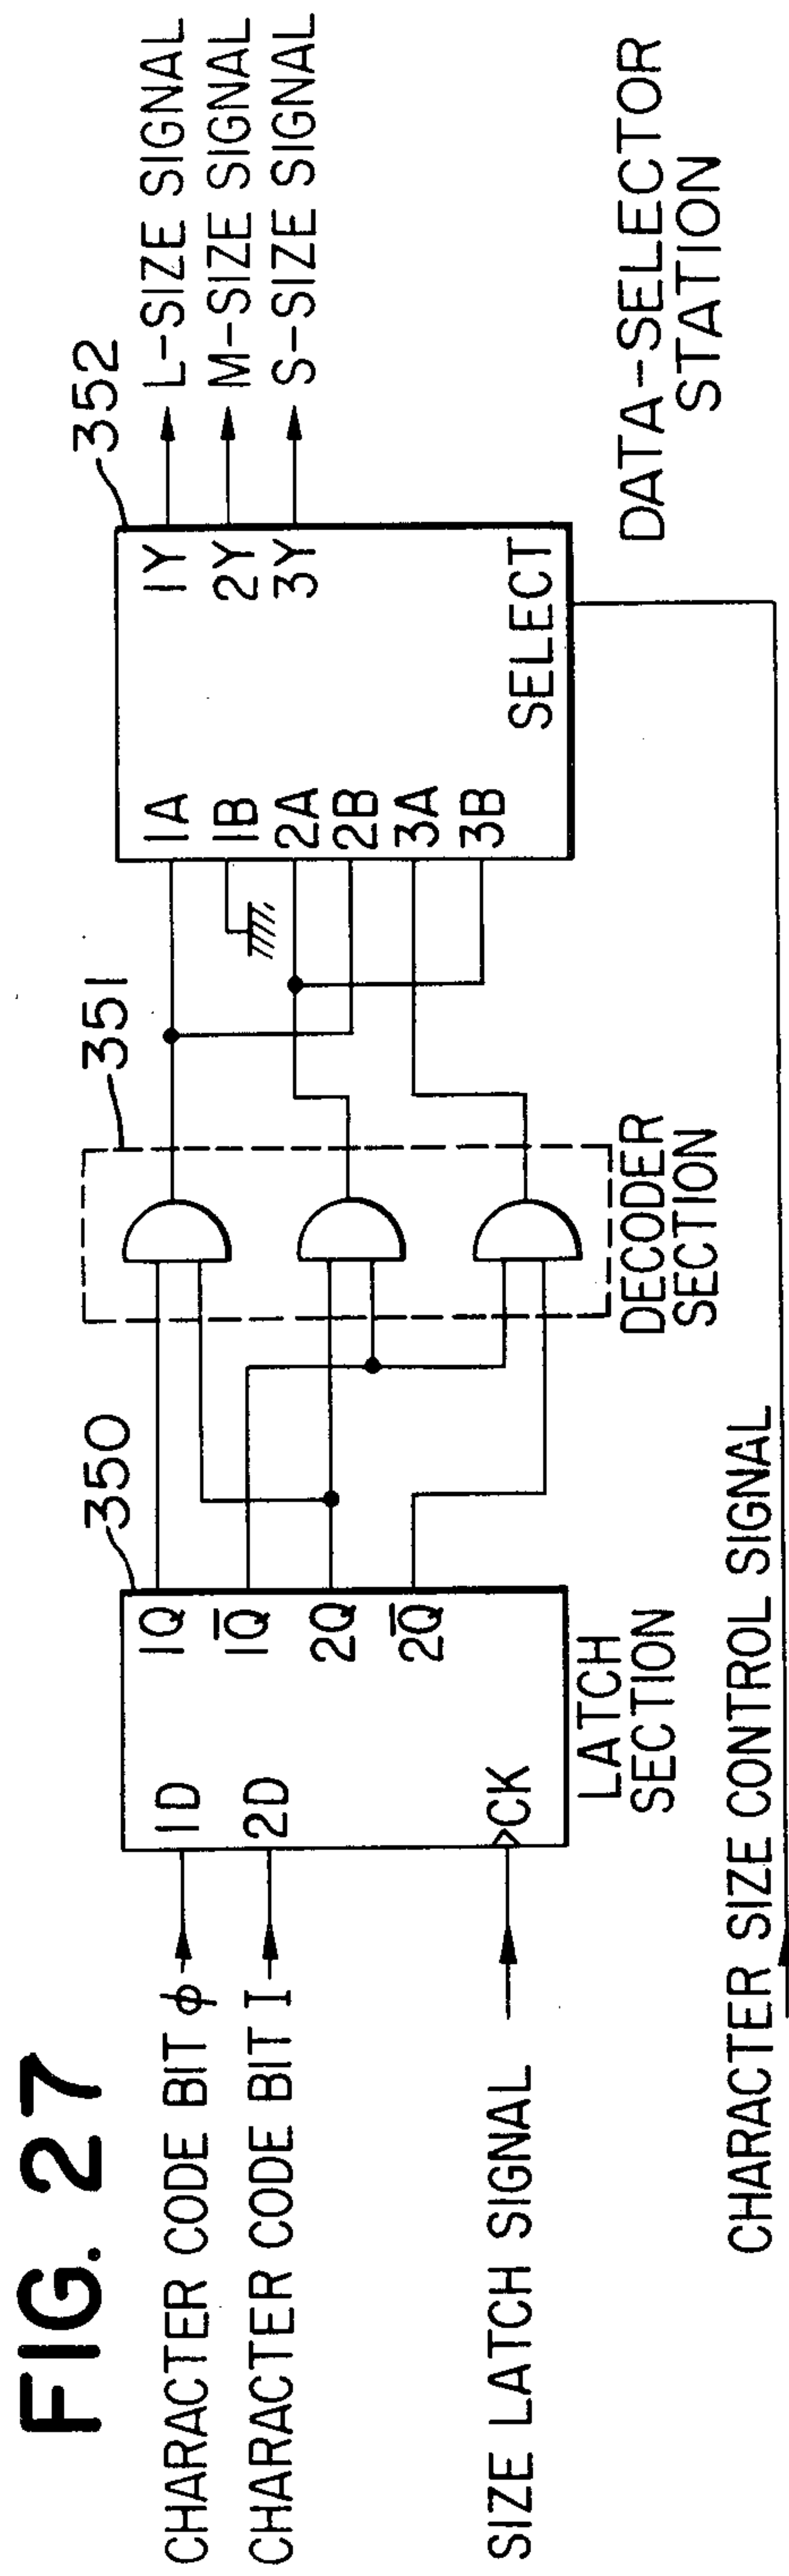 FIG. 27
CHARACTER CODE BIT ϕ
CHARACTER CODE BIT I
SIZE LATCH SIGNAL
350
1D
2D
CK
1Q
1Q̅
2Q
2Q̅
LATCH
SECTION
351
DECODER
SECTION
352
1A
1B
2A
2B
3A
3B
1Y
2Y
3Y
SELECT
L-SIZE SIGNAL
M-SIZE SIGNAL
S-SIZE SIGNAL
DATA-SELECTOR
STATION
CHARACTER SIZE CONTROL SIGNAL